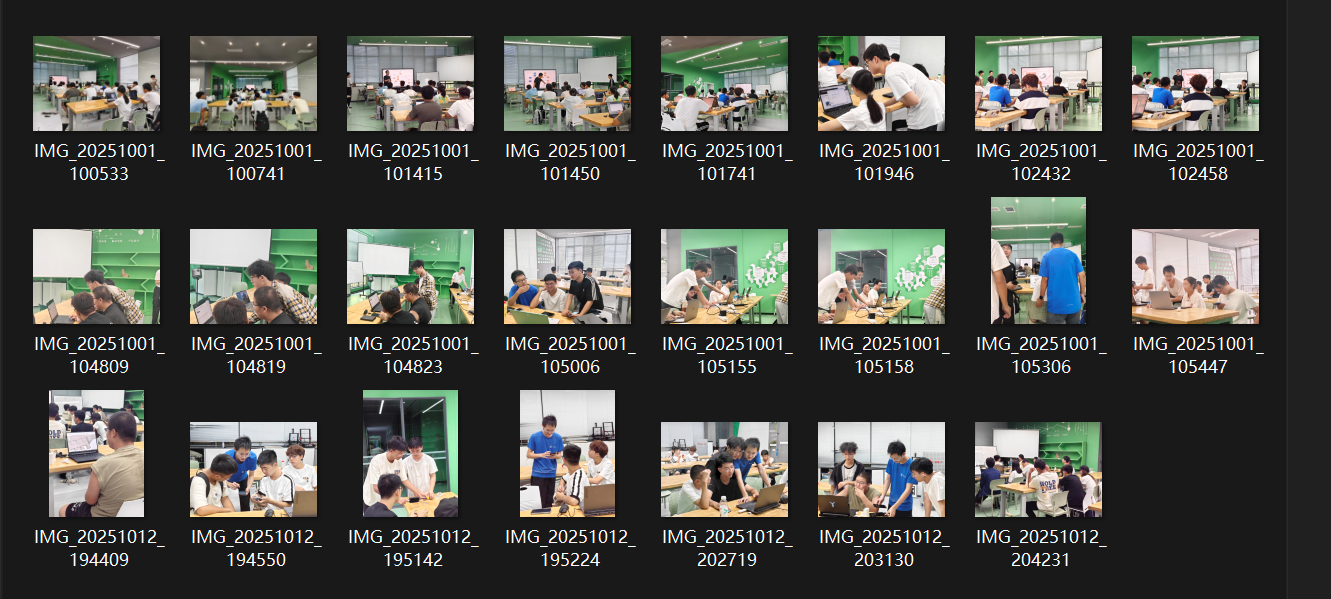 IMG_20251001_
100533
IMG_20251001_
100741
IMG_20251001_
101415
IMG_20251001_
101450
IMG_20251001_
101741
IMG_20251001_
101946
IMG_20251001_
102432
IMG_20251001_
102458
IMG_20251001_
104809
IMG_20251001_
104819
IMG_20251001_
104823
IMG_20251001_
105006
IMG_20251001_
105155
IMG_20251001_
105158
IMG_20251001_
105306
IMG_20251001_
105447
IMG_20251012_
194409
IMG_20251012_
194550
IMG_20251012_
195142
IMG_20251012_
195224
IMG_20251012_
202719
IMG_20251012_
203130
IMG_20251012_
204231